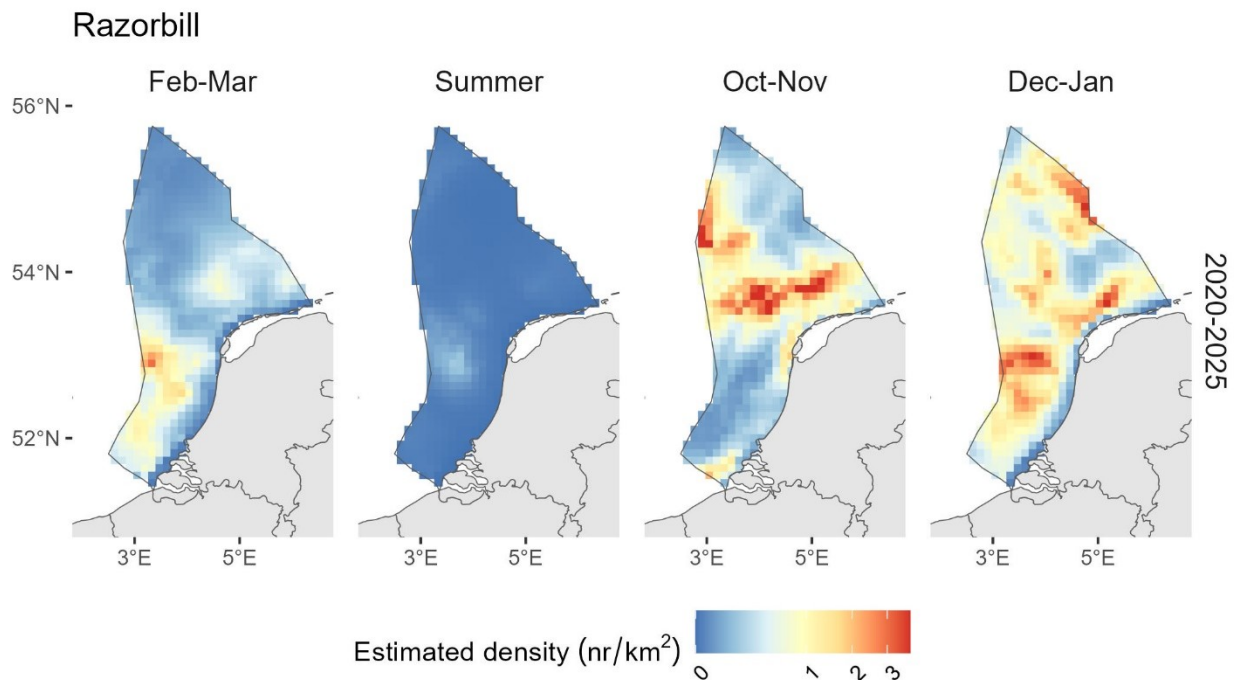 Razorbill
Feb-Mar Summer Oct-Nov Dec-Jan
56°N
54°N
52°N
2020-2025
3°E 5°E 3°E 5°E 3°E 5°E 3°E 5°E
Estimated density (nr/km²)
0 1 2 3